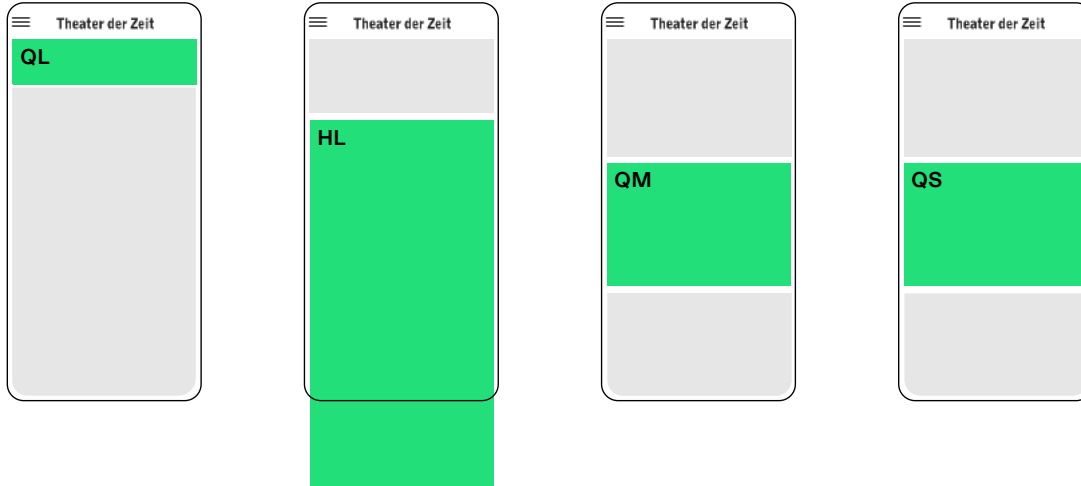 Theater der Zeit
QL
Theater der Zeit
HL
Theater der Zeit
QM
Theater der Zeit
QS